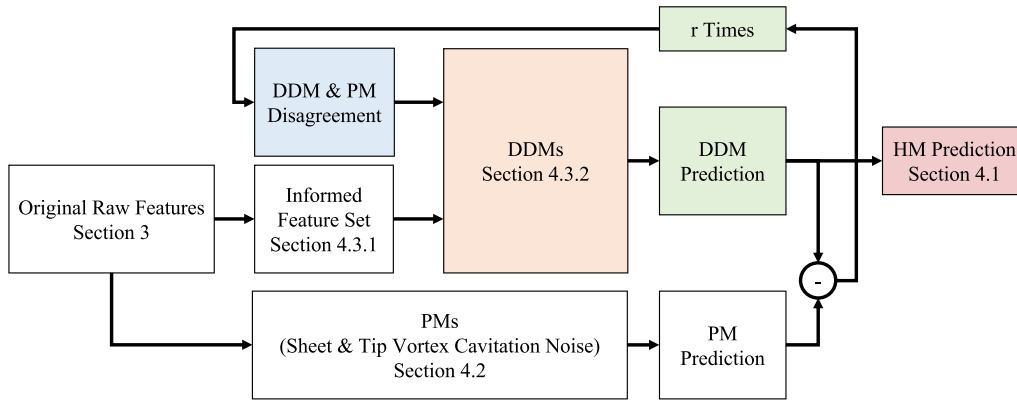 r Times
DDM & PM
Disagreement
DDMs
Section 4.3.2
DDM
Prediction
HM Prediction
Section 4.1
Original Raw Features
Section 3
Informed
Feature Set
Section 4.3.1
-
PMs
(Sheet & Tip Vortex Cavitation Noise)
Section 4.2
PM
Prediction